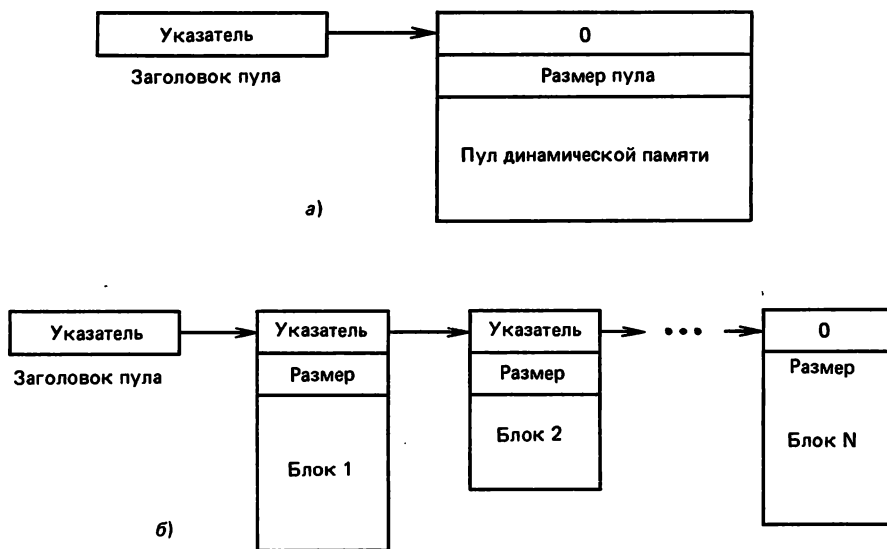 Указатель
0
Заголовок пула
Размер пула
Пул динамической памяти
а)
Указатель
Указатель
Указатель
0
Заголовок пула
Размер
Размер
Размер
Блок 1
Блок 2
Блок N
б)